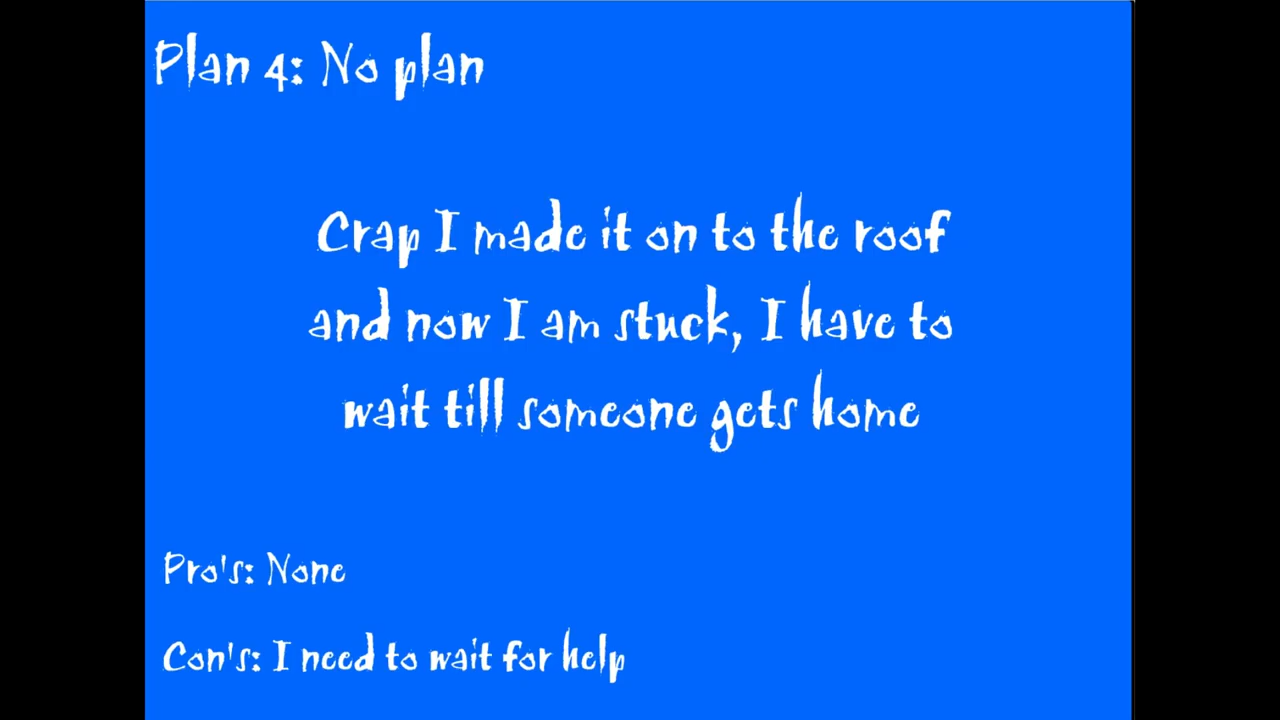 Plan 4: No plan
Crap I made it on to the roof
and now I am stuck, I have to
wait till someone gets home
Pro's: None
Con's: I need to wait for help